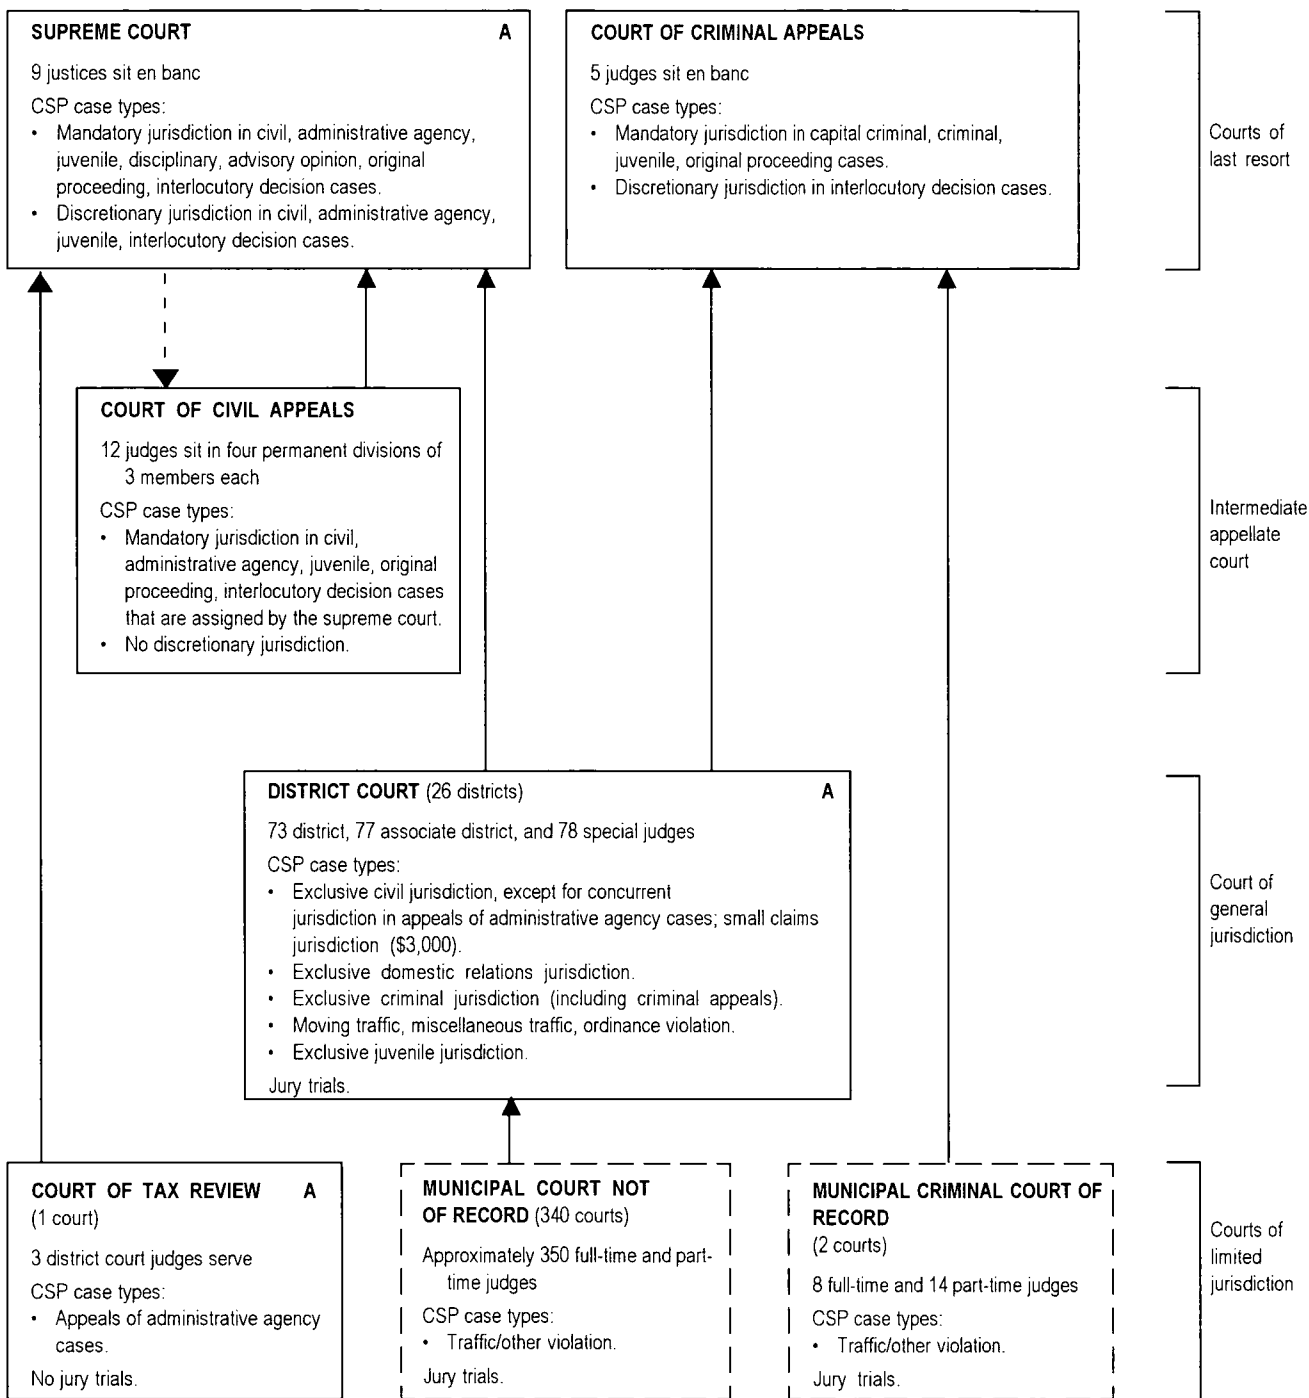 SUPREME COURT A
9 justices sit en banc
CSP case types:
• Mandatory jurisdiction in civil, administrative agency,
juvenile, disciplinary, advisory opinion, original
proceeding, interlocutory decision cases.
• Discretionary jurisdiction in civil, administrative agency,
juvenile, interlocutory decision cases.
COURT OF CRIMINAL APPEALS
5 judges sit en banc
CSP case types:
• Mandatory jurisdiction in capital criminal, criminal,
juvenile, original proceeding cases.
• Discretionary jurisdiction in interlocutory decision cases.
Courts of
last resort
COURT OF CIVIL APPEALS
12 judges sit in four permanent divisions of
3 members each
CSP case types:
• Mandatory jurisdiction in civil,
administrative agency, juvenile, original
proceeding, interlocutory decision cases
that are assigned by the supreme court.
• No discretionary jurisdiction.
Intermediate
appellate
court
DISTRICT COURT (26 districts) A
73 district, 77 associate district, and 78 special judges
CSP case types:
• Exclusive civil jurisdiction, except for concurrent
jurisdiction in appeals of administrative agency cases; small claims
jurisdiction ($3,000).
• Exclusive domestic relations jurisdiction.
• Exclusive criminal jurisdiction (including criminal appeals).
• Moving traffic, miscellaneous traffic, ordinance violation.
• Exclusive juvenile jurisdiction.
Jury trials.
Court of
general
jurisdiction
COURT OF TAX REVIEW A
(1 court)
3 district court judges serve
CSP case types:
• Appeals of administrative agency
cases.
No jury trials.
MUNICIPAL COURT NOT
OF RECORD (340 courts)
Approximately 350 full-time and part-
time judges
CSP case types:
• Traffic/other violation.
Jury trials.
MUNICIPAL CRIMINAL COURT OF
RECORD
(2 courts)
8 full-time and 14 part-time judges
CSP case types:
• Traffic/other violation.
Jury trials.
Courts of
limited
jurisdiction